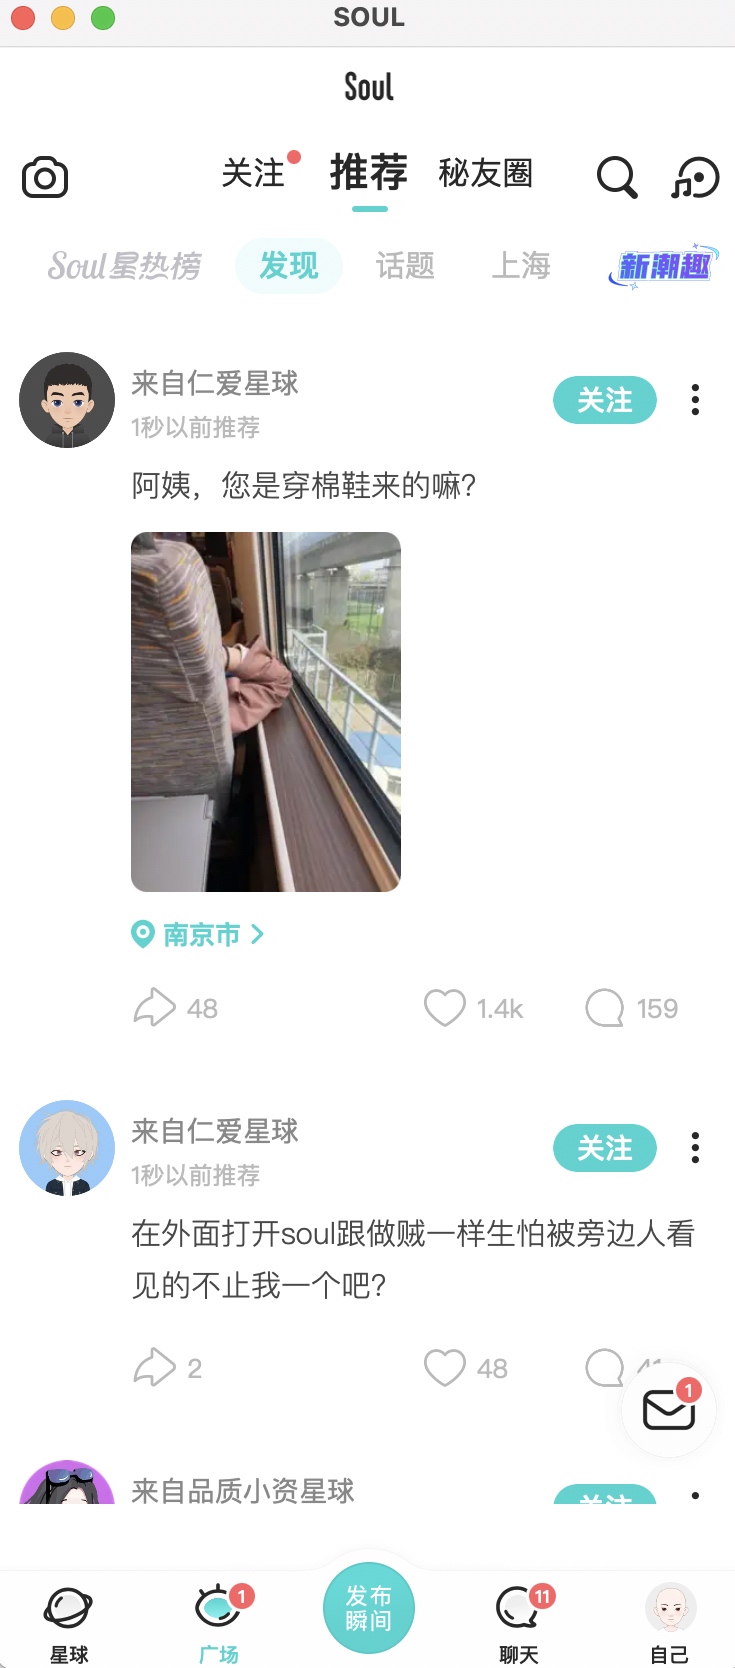 SOUL
Soul
关注 推荐 秘友圈
Soul星热榜 发现 话题 上海 新潮趣
来自仁爱星球
关注
1秒以前推荐
阿姨，您是穿棉鞋来的嘛？
南京市
48 1.4k 159
来自仁爱星球
关注
1秒以前推荐
在外面打开soul跟做贼一样生怕被旁边人看
见的不止我一个吧？
2 48
1
来自品质小资星球
关注
1 11
发布
瞬间
星球 广场 聊天 自己